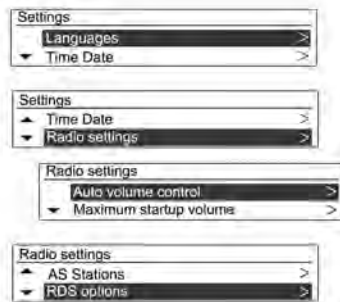 Settings
Languages >
Time Date >
Settings
Time Date >
Radio settings >
Radio settings
Auto volume control >
Maximum startup volume >
Radio settings
AS Stations >
RDS options >